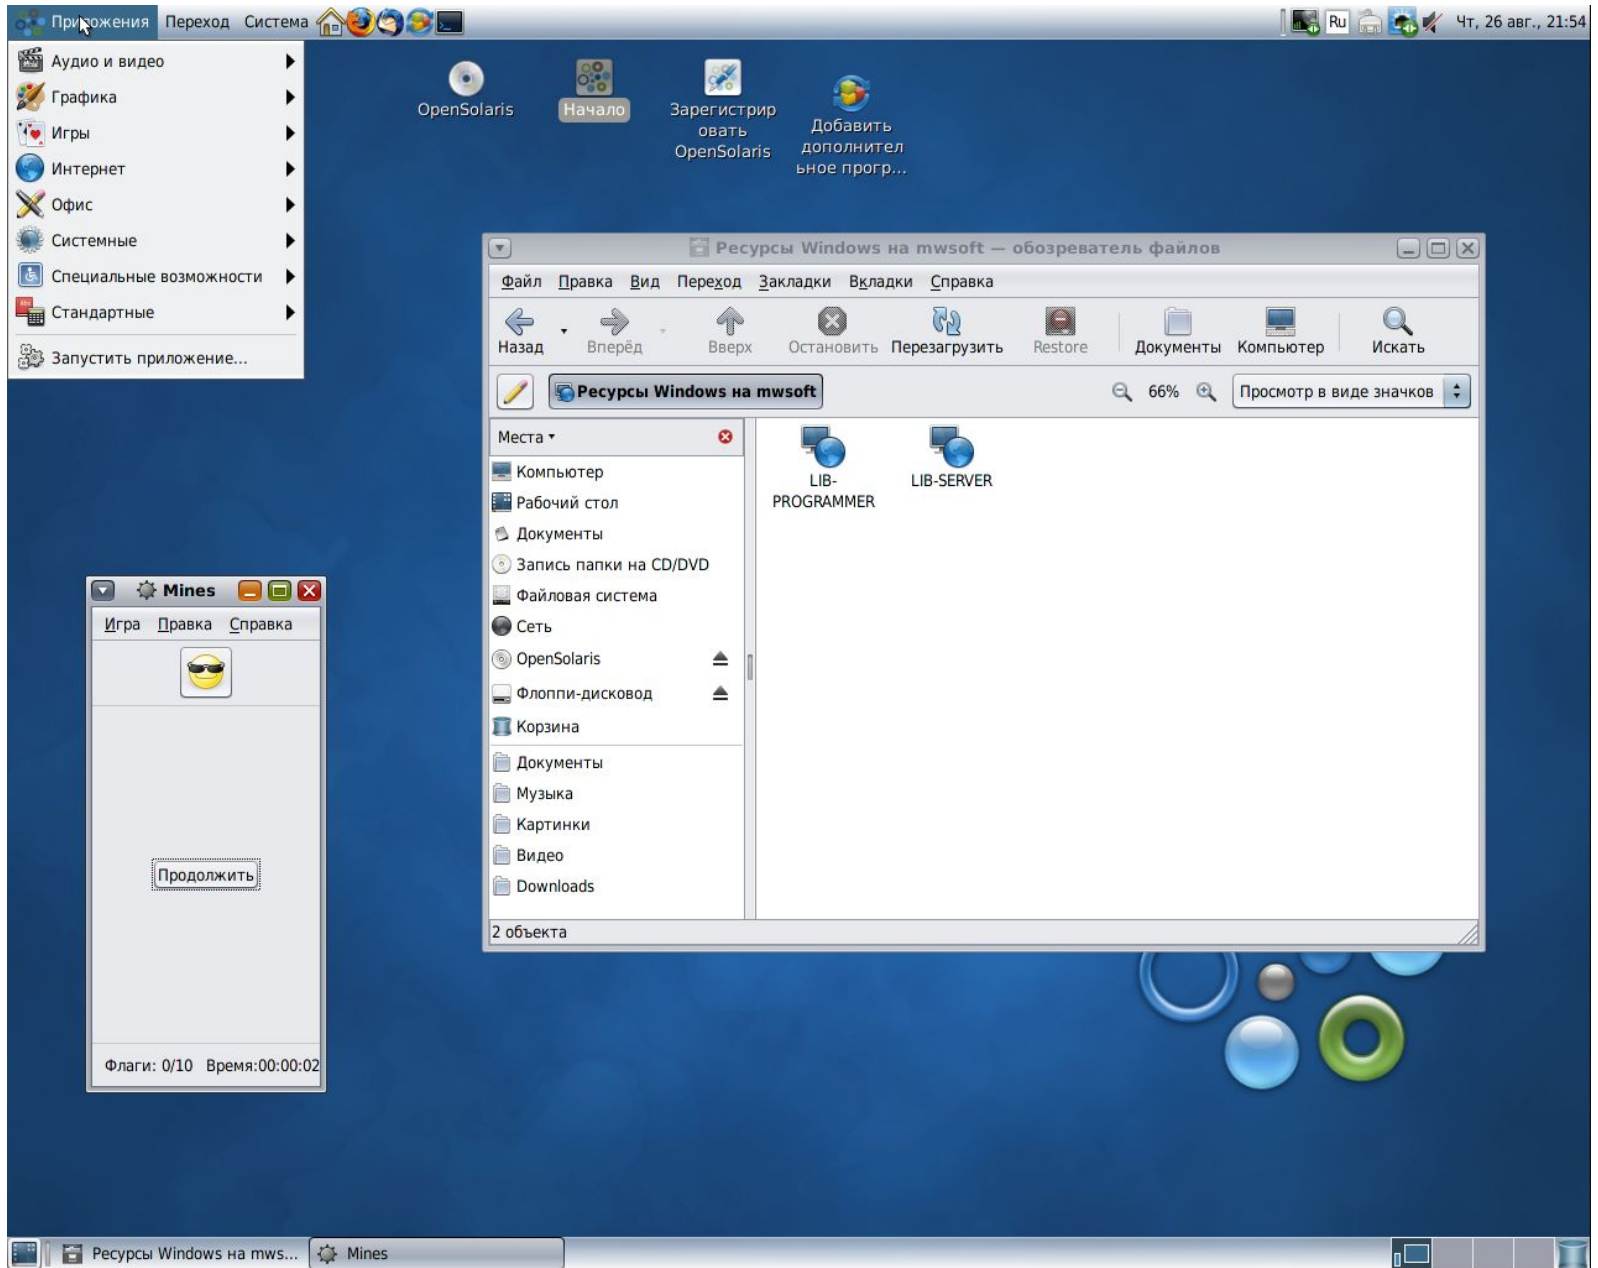 Приложения Переход Система
Ru Чт, 26 авг., 21:54
Аудио и видео
Графика
Игры
Интернет
Офис
Системные
Специальные возможности
Стандартные
Запустить приложение...
OpenSolaris
Начало
Зарегистрир
овать
OpenSolaris
Добавить
дополнител
ьное прогр...
Ресурсы Windows на mwsoft — обозреватель файлов
Файл Правка Вид Переход Закладки Вкладки Справка
Назад Вперёд Вверх Остановить Перезагрузить Restore Документы Компьютер Искать
Ресурсы Windows на mwsoft 66% Просмотр в виде значков
Места
Компьютер
Рабочий стол
Документы
Запись папки на CD/DVD
Файловая система
Сеть
OpenSolaris
Флоппи-дисковод
Корзина
Документы
Музыка
Картинки
Видео
Downloads
LIB-
PROGRAMMER
LIB-SERVER
2 объекта
Mines
Игра Правка Справка
Продолжить
Флаги: 0/10 Время:00:00:02
Ресурсы Windows на mws... Mines